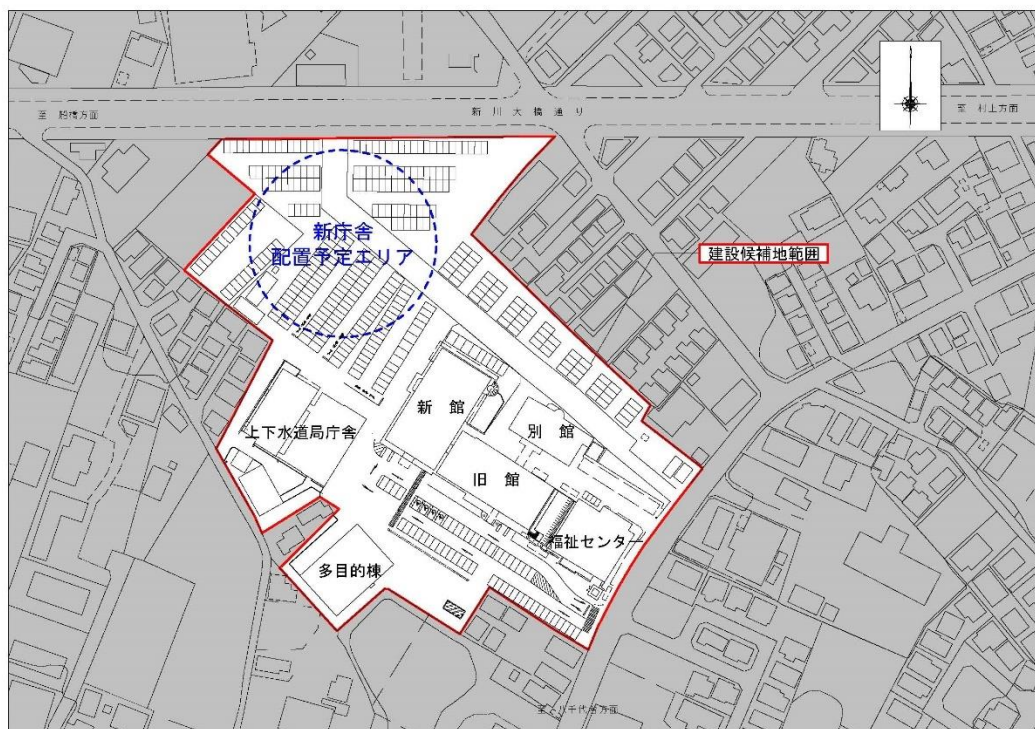 至 船橋方面
新川大橋通り
至 村上方面
新庁舎
配置予定エリア
建設候補地範囲
新 館
別 館
上下水道局庁舎
旧 館
福祉センター
多目的棟